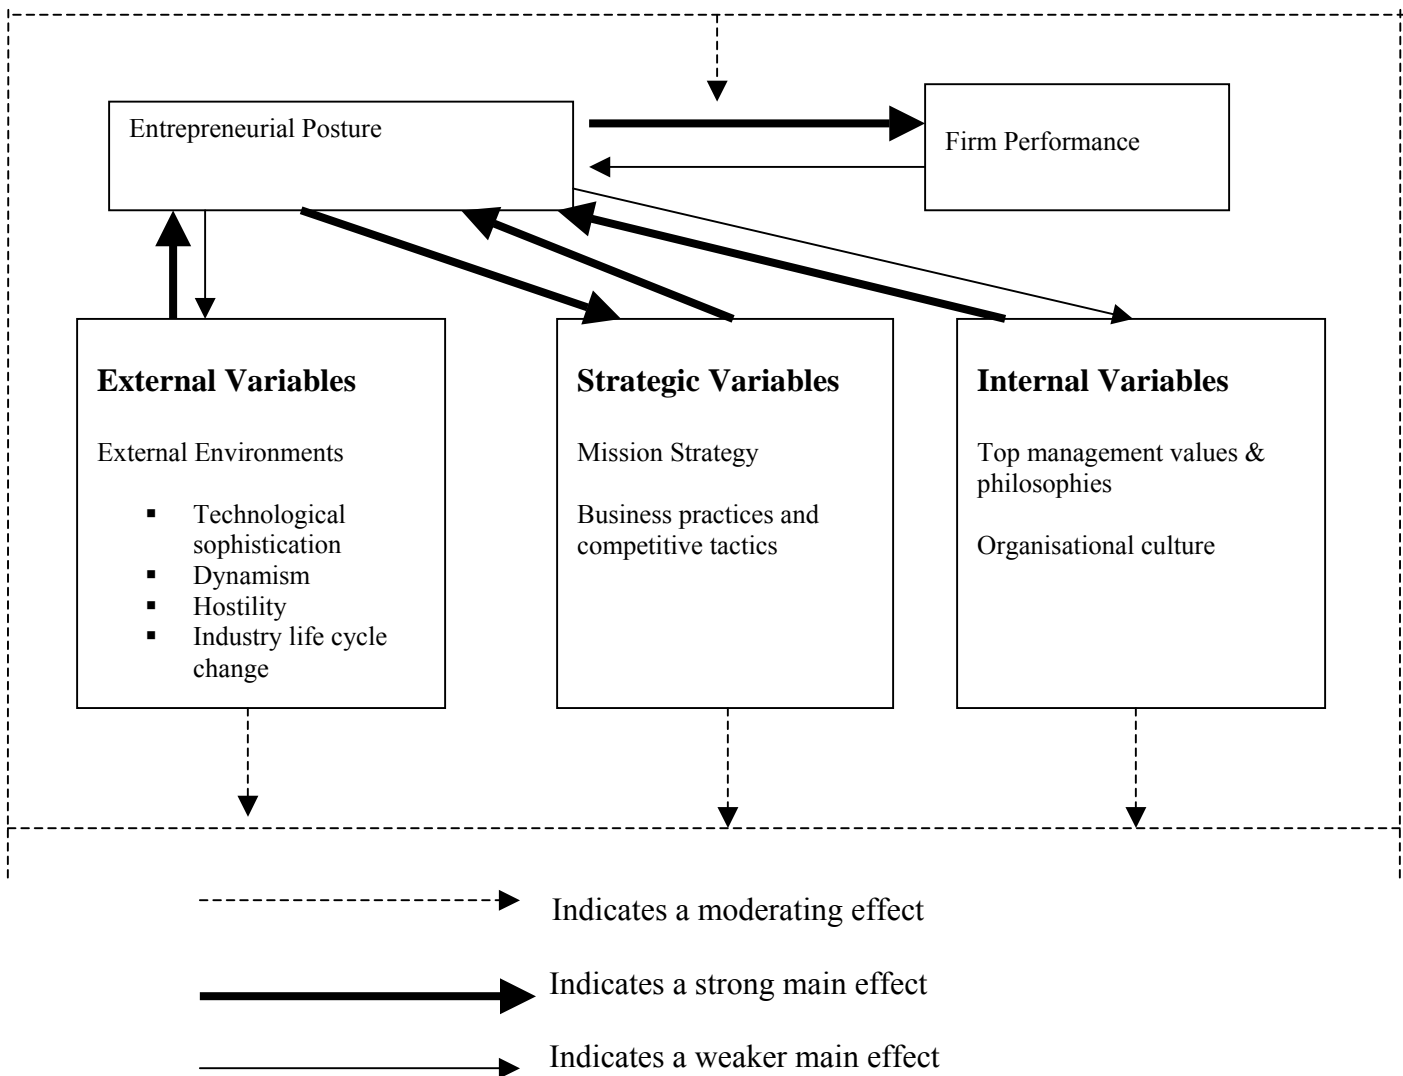 Entrepreneurial Posture
Firm Performance
External Variables
External Environments
▪ Technological
sophistication
▪ Dynamism
▪ Hostility
▪ Industry life cycle
change
Strategic Variables
Mission Strategy
Business practices and
competitive tactics
Internal Variables
Top management values &
philosophies
Organisational culture
Indicates a moderating effect
Indicates a strong main effect
Indicates a weaker main effect